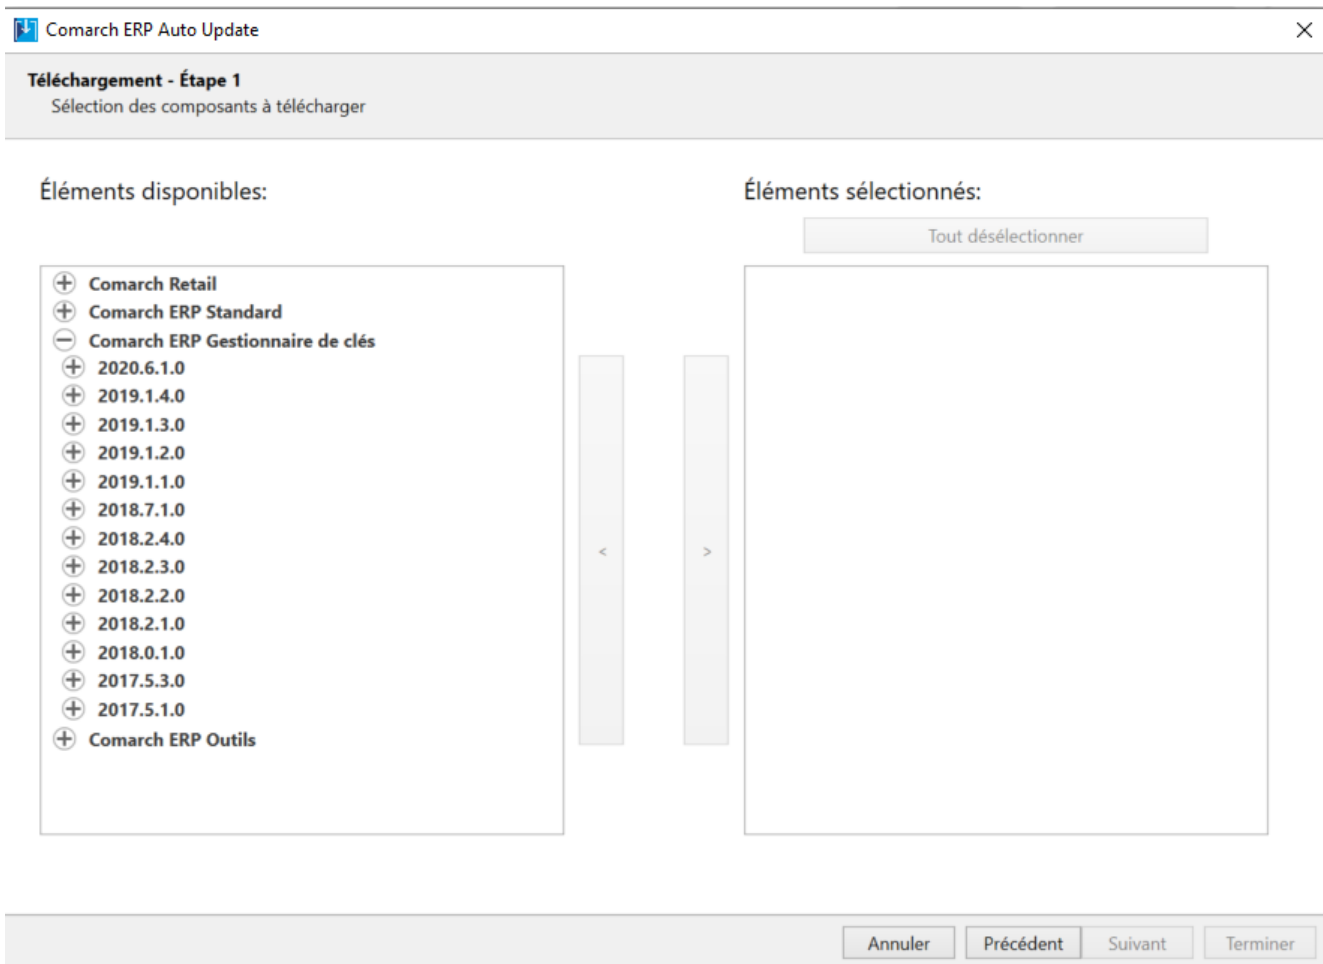 Comarch ERP Auto Update
Téléchargement - Étape 1
Sélection des composants à télécharger
Éléments disponibles:
Éléments sélectionnés:
Tout désélectionner
Comarch Retail
Comarch ERP Standard
Comarch ERP Gestionnaire de clés
2020.6.1.0
2019.1.4.0
2019.1.3.0
2019.1.2.0
2019.1.1.0
2018.7.1.0
2018.2.4.0
2018.2.3.0
2018.2.2.0
2018.2.1.0
2018.0.1.0
2017.5.3.0
2017.5.1.0
Comarch ERP Outils
<
>
Annuler
Précédent
Suivant
Terminer